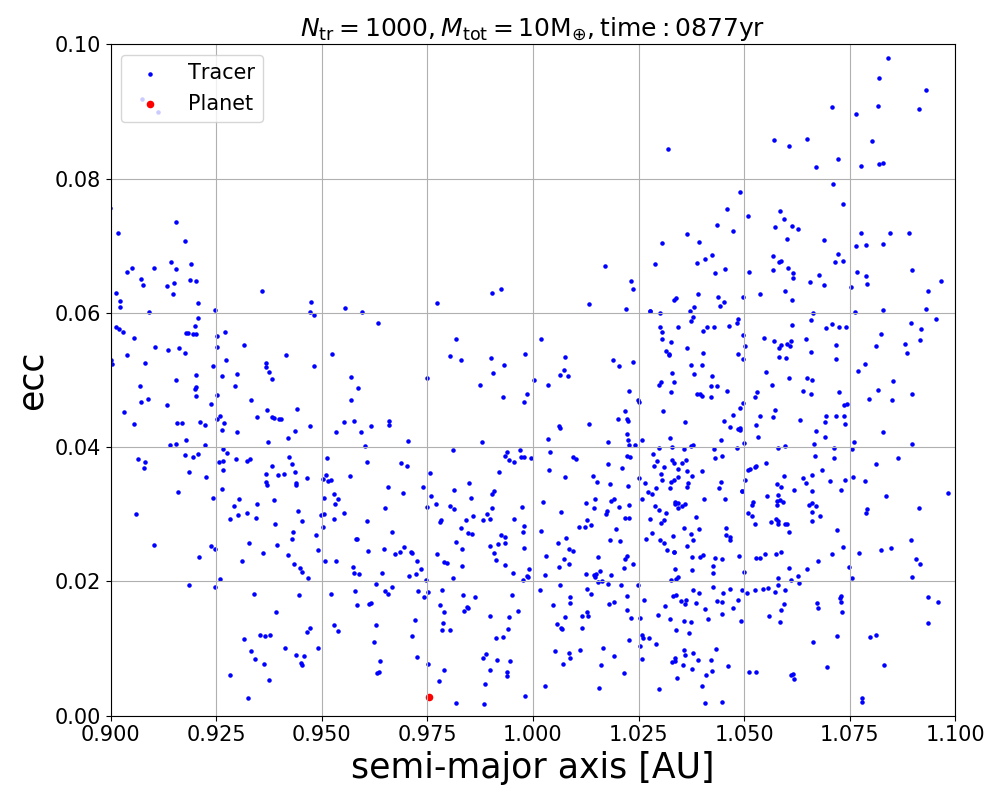 N_tr = 1000, M_tot = 10M_⊕, time : 0877yr
Tracer
Planet
ecc
0.10
0.08
0.06
0.04
0.02
0.00
0.900 0.925 0.950 0.975 1.000 1.025 1.050 1.075 1.100
semi-major axis [AU]